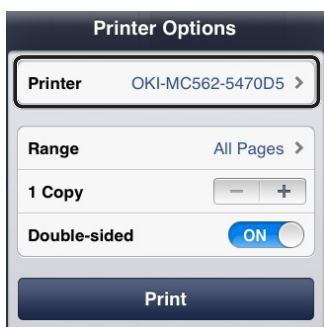 Printer Options
Printer OKI-MC562-5470D5 >
Range All Pages >
1 Copy - +
Double-sided ON
Print